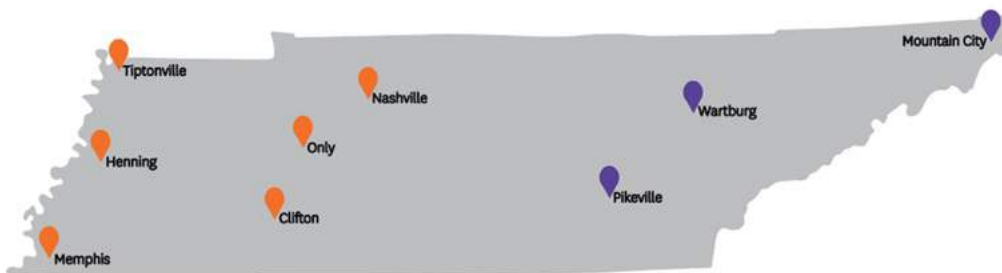 Mountain City
Tiptonville
Nashville
Wartburg
Only
Henning
Pikeville
Clifton
Memphis